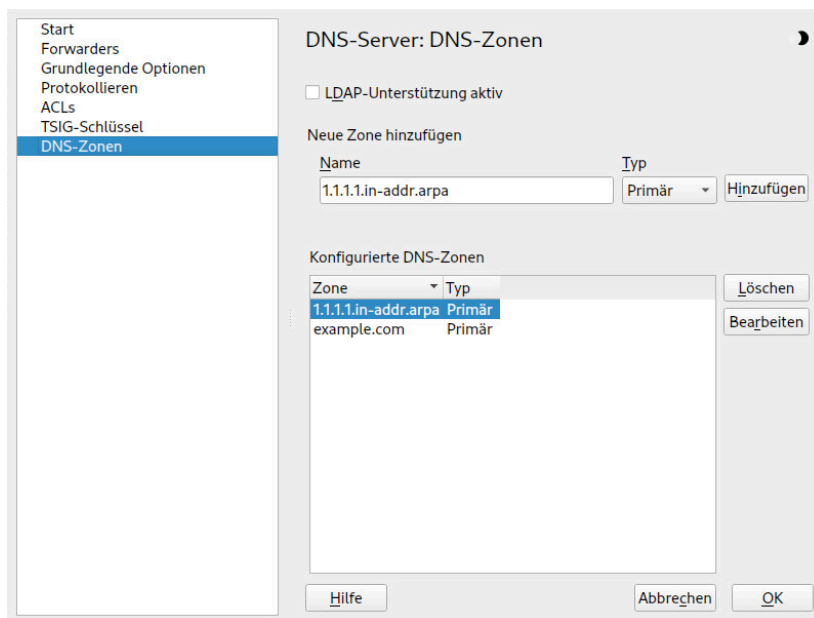 Start
Forwarders
Grundlegende Optionen
Protokollieren
ACLs
TSIG-Schlüssel
DNS-Zonen
DNS-Server: DNS-Zonen
LDAP-Unterstützung aktiv
Neue Zone hinzufügen
Name Typ
1.1.1.1.in-addr.arpa Primär Hinzufügen
Konfigurierte DNS-Zonen
Zone Typ Löschen
1.1.1.1.in-addr.arpa Primär
example.com Primär Bearbeiten
Hilfe Abbrechen OK